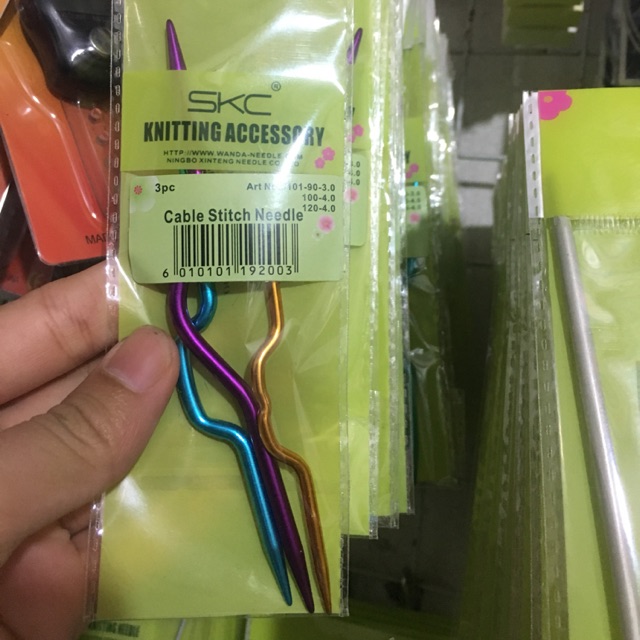 SKC®
KNITTING ACCESSORY
HTTP://WWW.WANDA-NEEDLE.COM
NINGBO XINTENG NEEDLE CO.
3pc
Art No. 101-90-3.0
100-4.0
120-4.0
Cable Stitch Needle
6 010101 192003